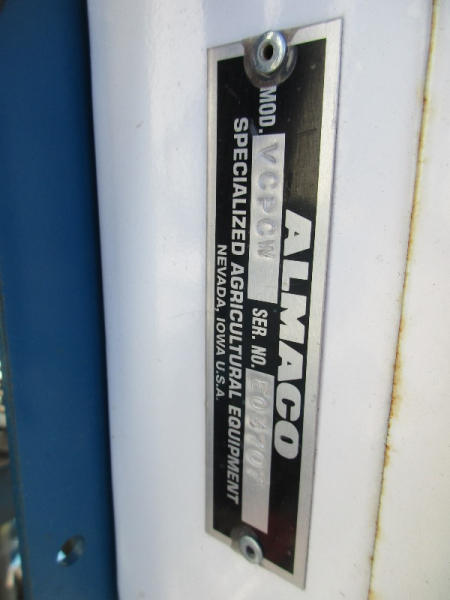 ALMACO
MOD. VCPCW SER. NO.
SPECIALIZED AGRICULTURAL EQUIPMENT
NEVADA, IOWA U.S.A.